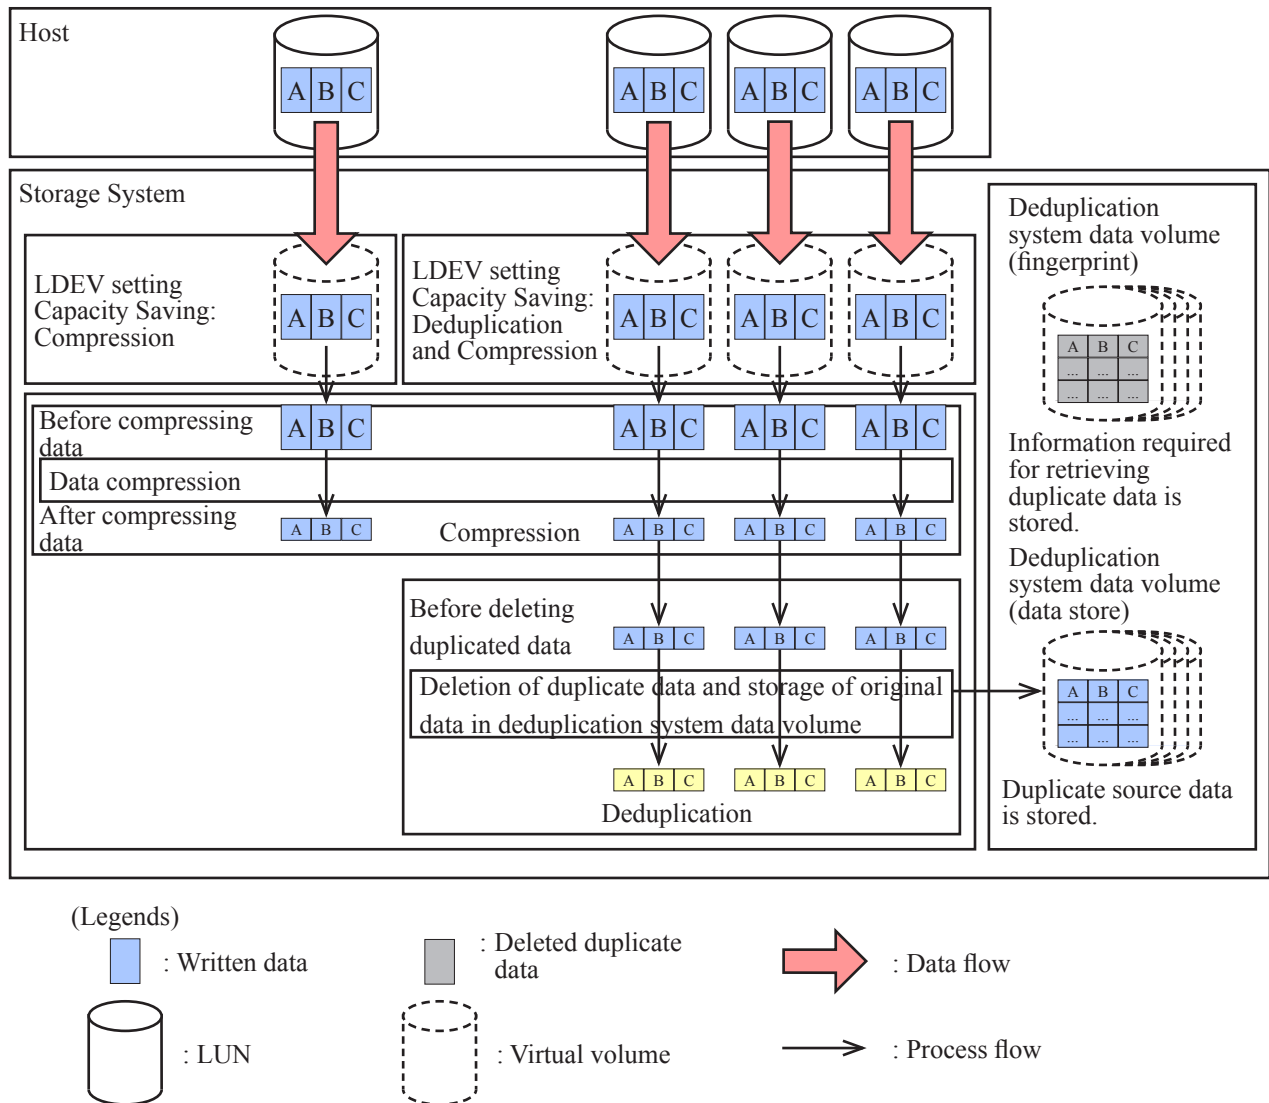 Host
A B C
A B C
A B C
A B C
Storage System
LDEV setting
Capacity Saving:
Compression
A B C
LDEV setting
Capacity Saving:
Deduplication
and Compression
A B C
A B C
A B C
Before compressing
data
A B C
A B C
A B C
A B C
Data compression
After compressing
data
A B C
Compression
A B C
A B C
A B C
Before deleting
duplicated data
A B C
A B C
A B C
Deletion of duplicate data and storage of original
data in deduplication system data volume
A B C
A B C
A B C
Deduplication
Deduplication
system data volume
(fingerprint)
A B C
... ... ...
... ... ...
Information required
for retrieving
duplicate data is
stored.
Deduplication
system data volume
(data store)
A B C
... ... ...
... ... ...
Duplicate source data
is stored.
(Legends)
: Written data
: Deleted duplicate
data
: Data flow
: LUN
: Virtual volume
: Process flow